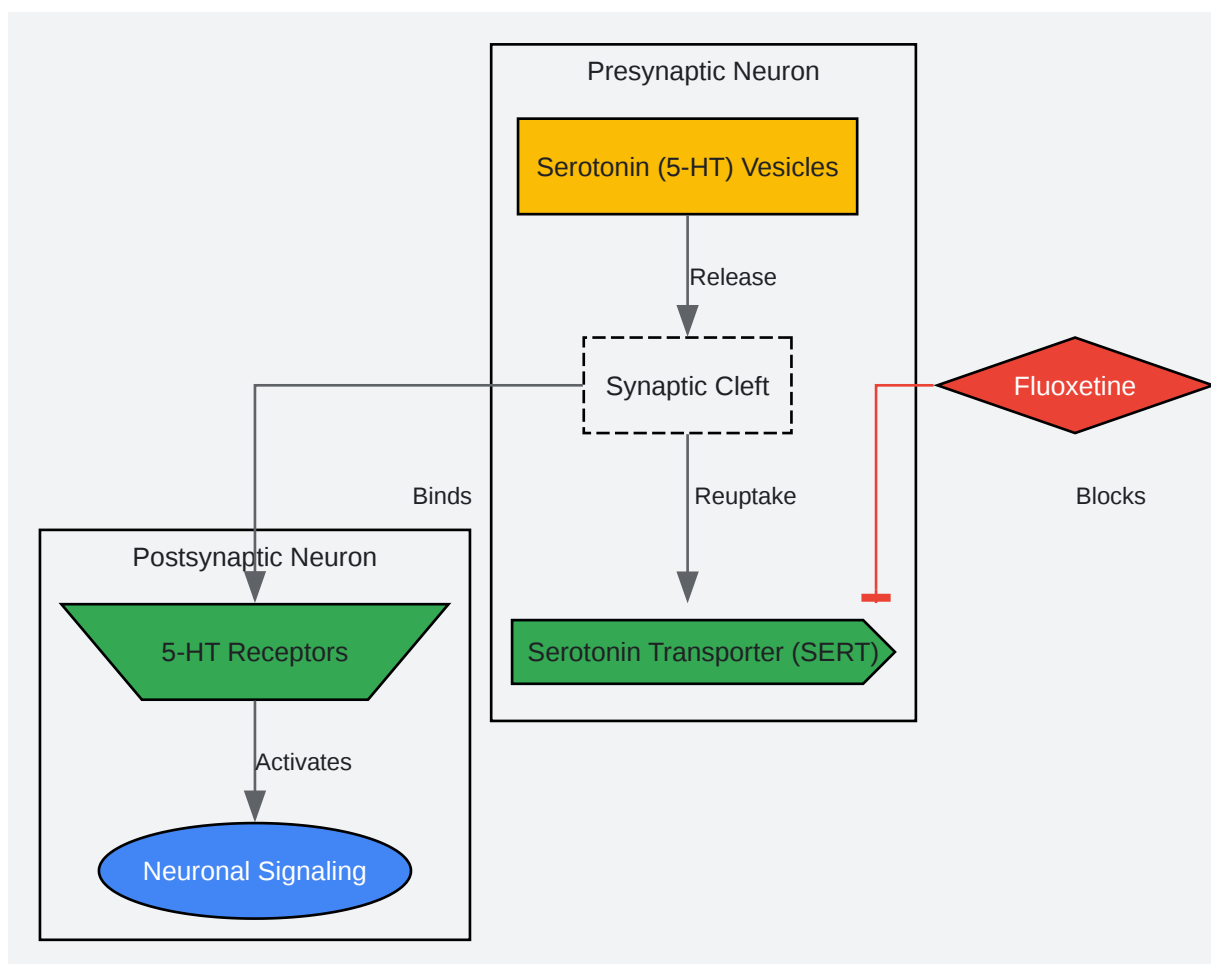 Presynaptic Neuron
Serotonin (5-HT) Vesicles
Release
Synaptic Cleft
Fluoxetine
Binds
Reuptake
Blocks
Postsynaptic Neuron
5-HT Receptors
Serotonin Transporter (SERT)
Activates
Neuronal Signaling